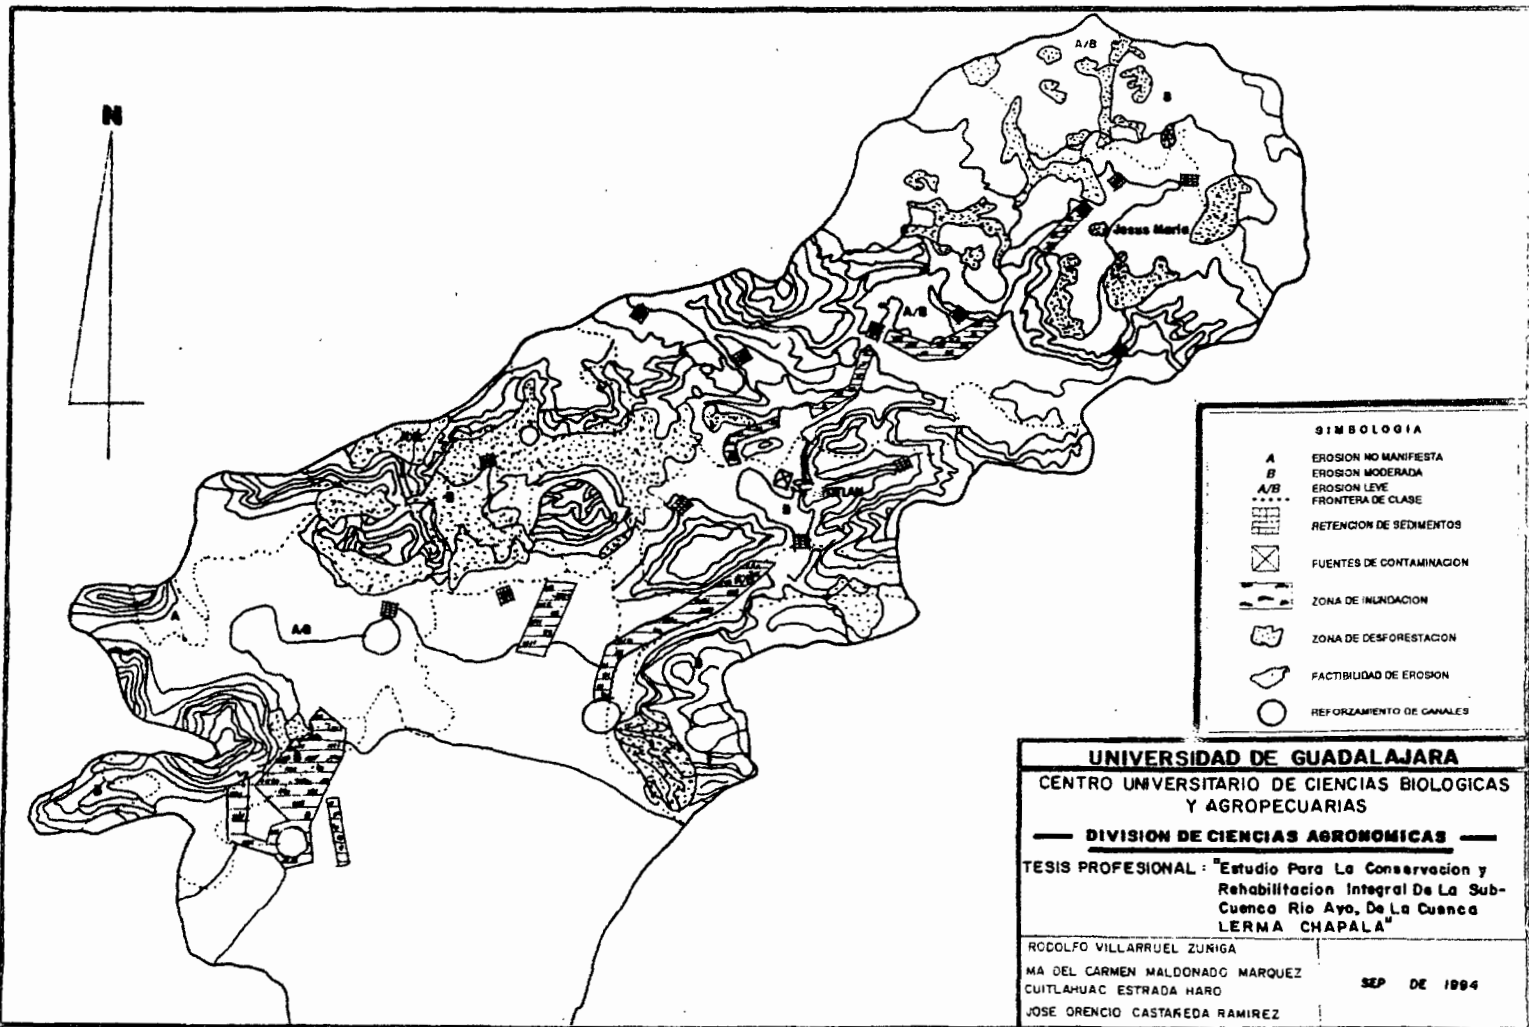 N
A/B
B
Jesus Maria
A/B
B
B
A
B
B
SIMBOLOGIA
A EROSION NO MANIFIESTA
B EROSION MODERADA
A/B EROSION LEVE
FRONTERA DE CLASE
RETENCION DE SEDIMENTOS
FUENTES DE CONTAMINACION
ZONA DE INUNDACION
ZONA DE DESFORESTACION
FACTIBILIDAD DE EROSION
REFORZAMIENTO DE CANALES
UNIVERSIDAD DE GUADALAJARA
CENTRO UNIVERSITARIO DE CIENCIAS BIOLOGICAS
Y AGROPECUARIAS
DIVISION DE CIENCIAS AGRONOMICAS
TESIS PROFESIONAL : "Estudio Para La Conservacion y
Rehabilitacion Integral De La Sub-
Cuenca Rio Ayo, De La Cuenca
LERMA CHAPALA"
RODOLFO VILLARRUEL ZUÑIGA
MA DEL CARMEN MALDONADO MARQUEZ
CUITLAHUAC ESTRADA HARO
JOSE ORENCIO CASTAÑEDA RAMIREZ
SEP DE 1994